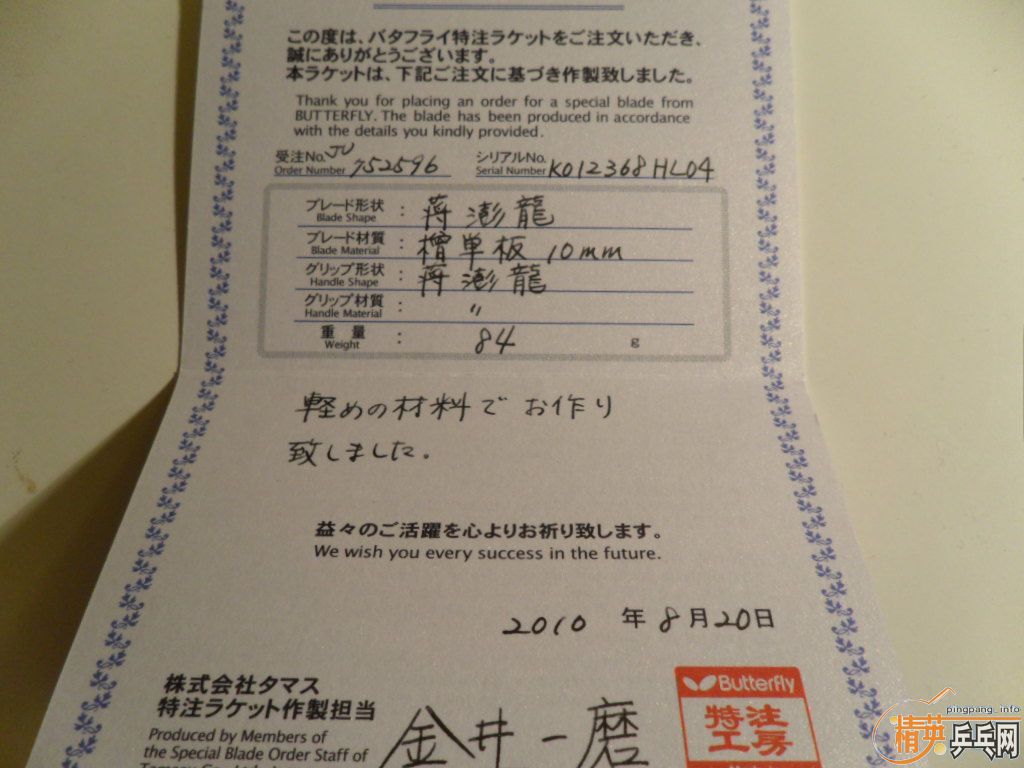 この度は、バタフライ特注ラケットをご注文いただき、
誠にありがとうございます。
本ラケットは、下記ご注文に基づき作製致しました。
Thank you for placing an order for a special blade from
BUTTERFLY. The blade has been produced in accordance
with the details you kindly provided.
受注No. JU 752596 シリアルNo. K012368HL04
Order Number Serial Number
ブレード形状 : 蒋澎龍
Blade Shape
ブレード材質 : 檜単板 10mm
Blade Material
グリップ形状 : 蒋澎龍
Handle Shape
グリップ材質 : 〃
Handle Material
重量 : 84 g
Weight
軽めの材料でお作り
致しました。
益々のご活躍を心よりお祈り致します。
We wish you every success in the future.
2010 年 8 月 20 日
株式会社タマス
特注ラケット作製担当
Produced by Members of
the Special Blade Order Staff of
金井一磨
Butterfly
特注
工房
pingpang_info
精英乒乓网